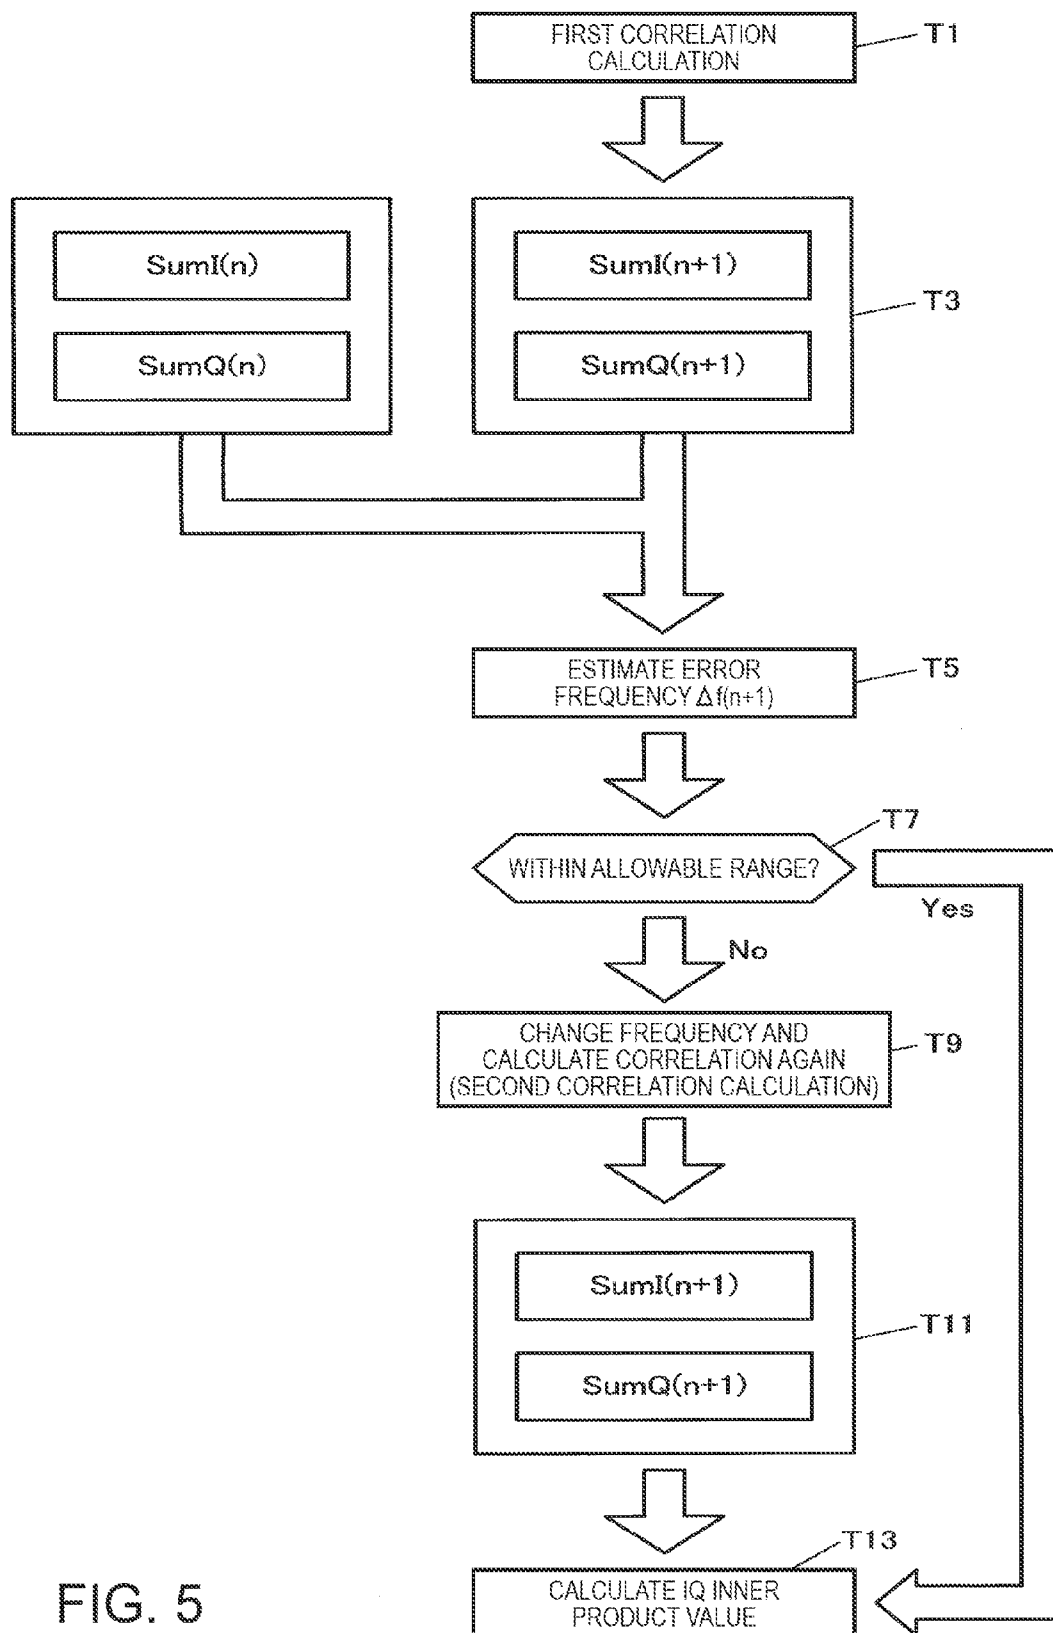 FIRST CORRELATION
CALCULATION
T1
SumI(n)
SumQ(n)
SumI(n+1)
SumQ(n+1)
T3
ESTIMATE ERROR
FREQUENCY Δf(n+1)
T5
WITHIN ALLOWABLE RANGE?
T7
Yes
No
CHANGE FREQUENCY AND
CALCULATE CORRELATION AGAIN
(SECOND CORRELATION CALCULATION)
T9
SumI(n+1)
SumQ(n+1)
T11
CALCULATE IQ INNER
PRODUCT VALUE
T13
FIG. 5